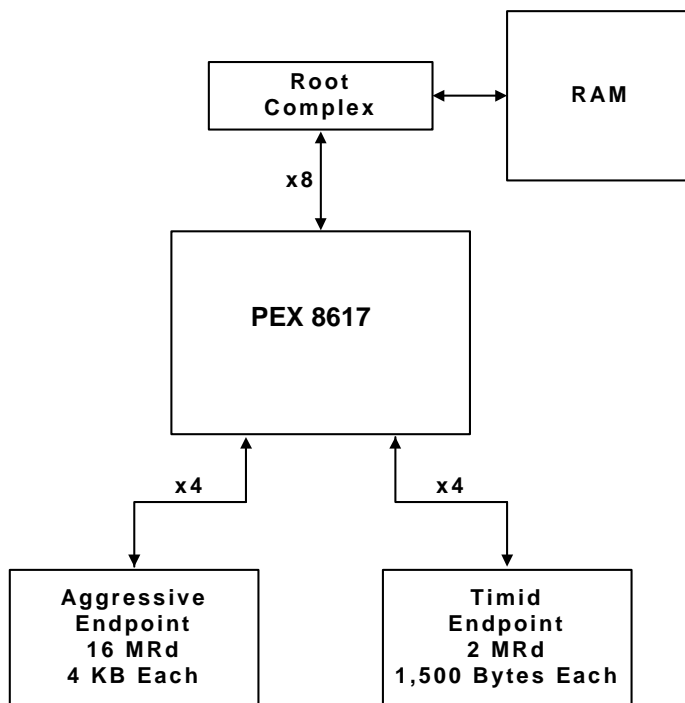 Root
Complex
RAM
x8
PEX 8617
x4
x4
Aggressive
Endpoint
16 MRd
4 KB Each
Timid
Endpoint
2 MRd
1,500 Bytes Each